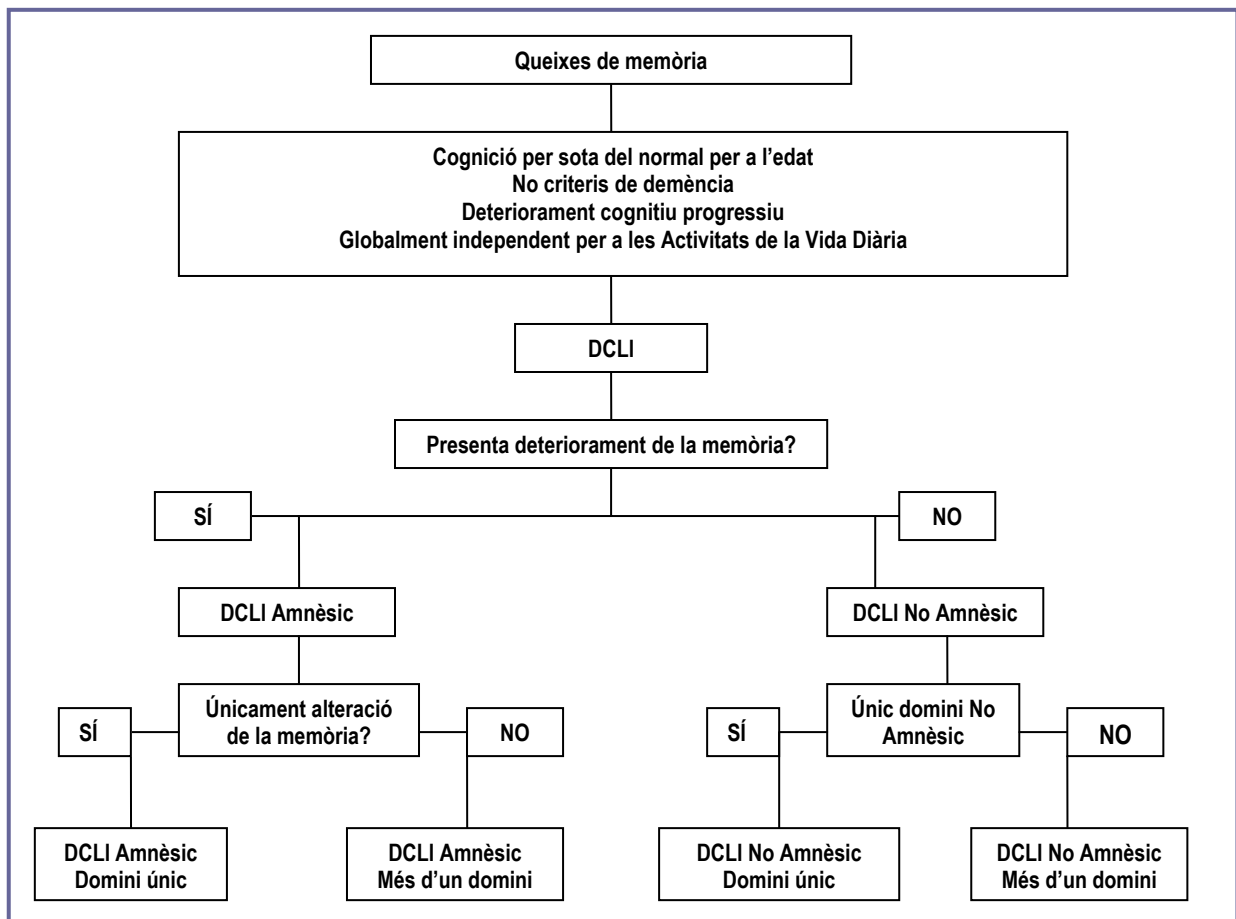 Queixes de memòria
Cognició per sota del normal per a l’edat
No criteris de demència
Deteriorament cognitiu progressiu
Globalment independent per a les Activitats de la Vida Diària
DCLI
Presenta deteriorament de la memòria?
SÍ
NO
DCLI Amnèsic
DCLI No Amnèsic
SÍ
Únicament alteració
de la memòria?
NO
SÍ
Únic domini No
Amnèsic
NO
DCLI Amnèsic
Domini únic
DCLI Amnèsic
Més d’un domini
DCLI No Amnèsic
Domini únic
DCLI No Amnèsic
Més d’un domini